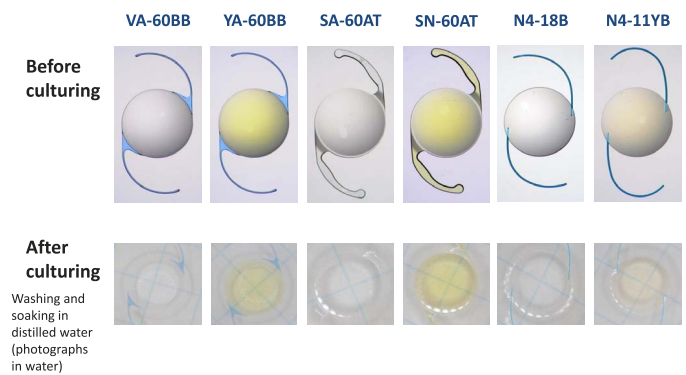 VA-60BB YA-60BB SA-60AT SN-60AT N4-18B N4-11YB
Before
culturing
After
culturing
Washing and
soaking in
distilled water
(photographs
in water)